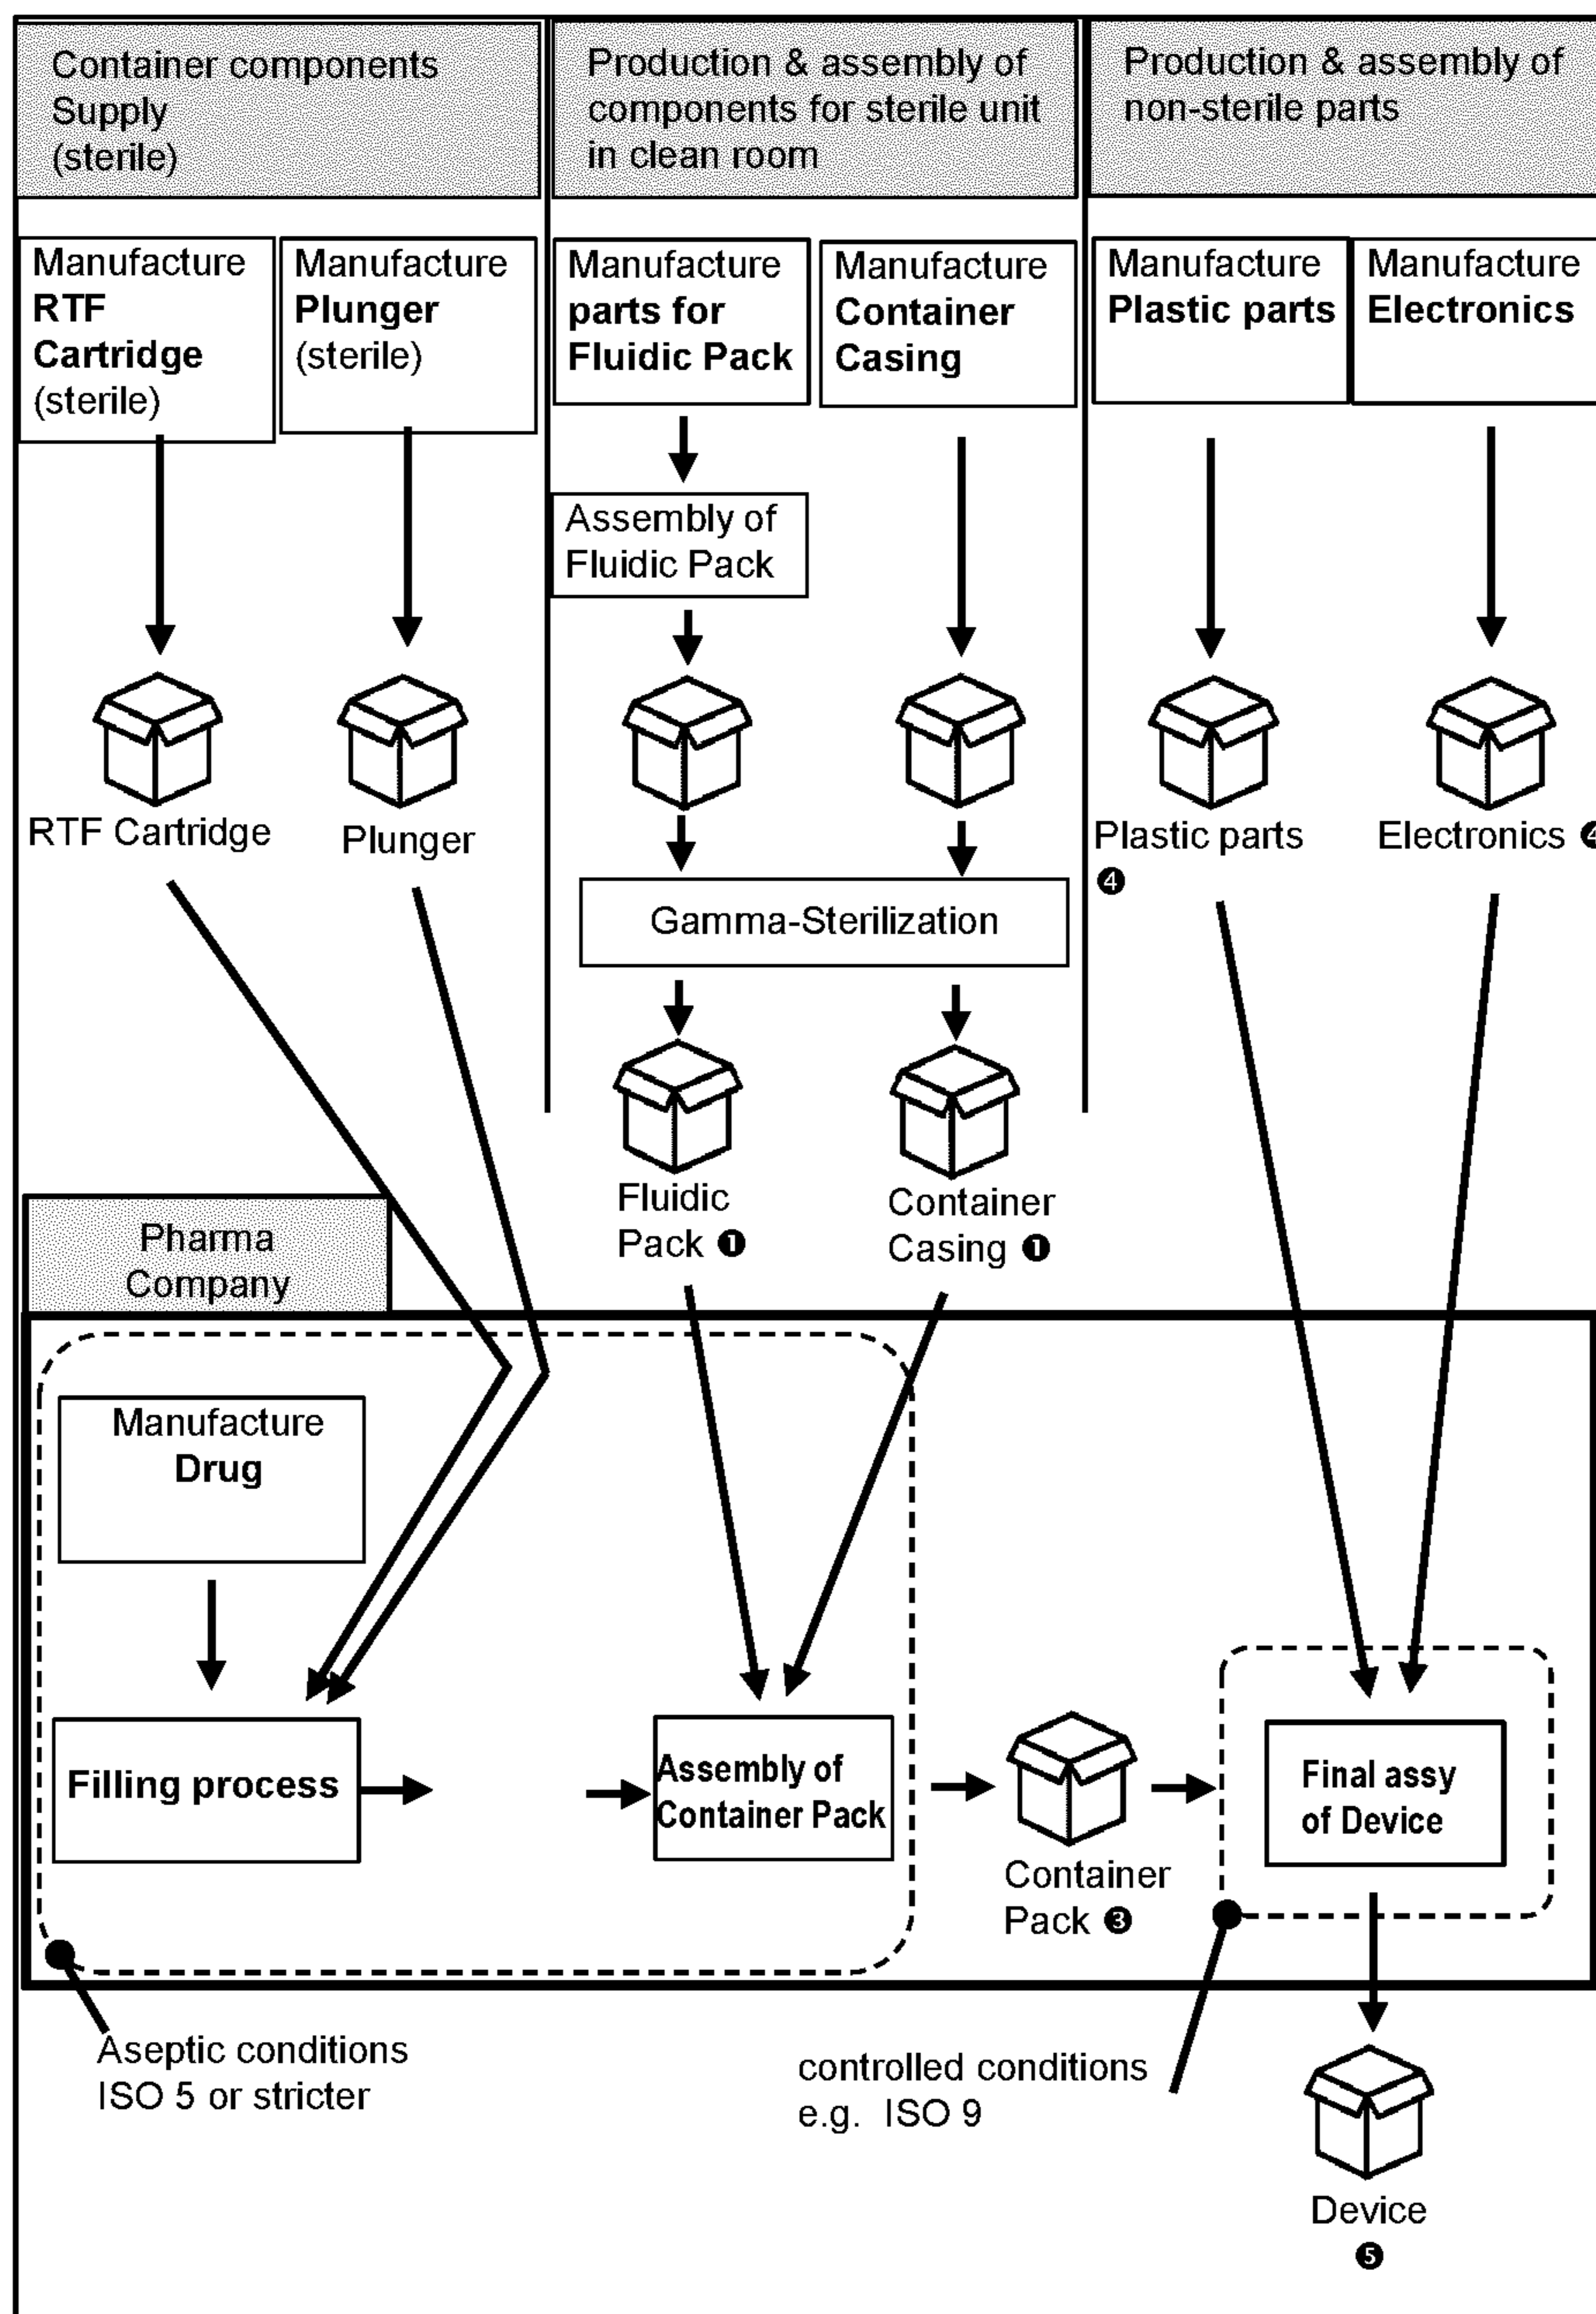 Container components
Supply
(sterile)
Production & assembly of
components for sterile unit
in clean room
Production & assembly of
non-sterile parts
Manufacture
RTF
Cartridge
(sterile)
Manufacture
Plunger
(sterile)
Manufacture
parts for
Fluidic Pack
Manufacture
Container
Casing
Manufacture
Plastic parts
Manufacture
Electronics
Assembly of
Fluidic Pack
RTF Cartridge
Plunger
Plastic parts
❹
Electronics ❹
Gamma-Sterilization
Fluidic
Pack ❶
Container
Casing ❶
Pharma
Company
Manufacture
Drug
Filling process
Assembly of
Container Pack
Container
Pack ❸
Final assy
of Device
Aseptic conditions
ISO 5 or stricter
controlled conditions
e.g. ISO 9
Device
❺